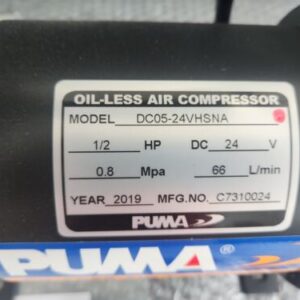 OIL-LESS AIR COMPRESSOR
MODEL DC05-24VHSNA
1/2 HP DC 24 V
0.8 Mpa 66 L/min
YEAR 2019 MFG.NO. C7310024
PUMA
PUMA®